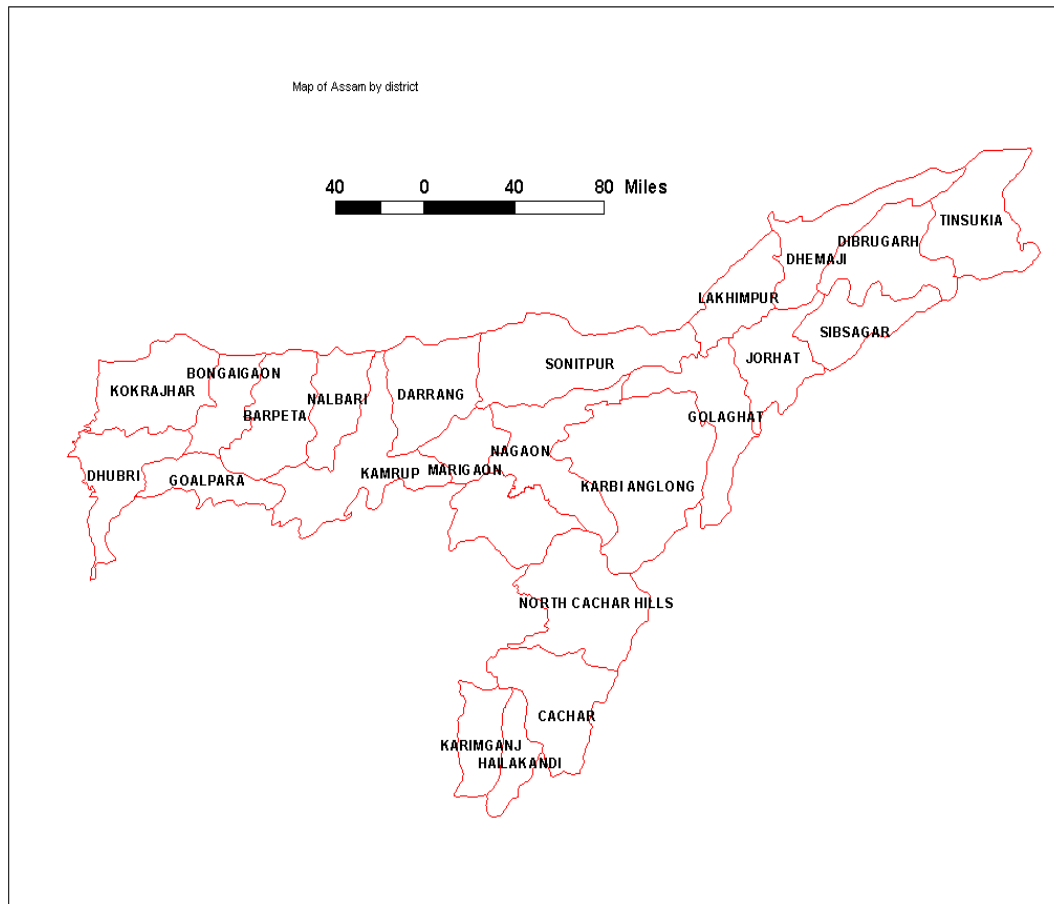 Map of Assam by district
40 0 40 80 Miles
TINSUKIA
DIBRUGARH
DHEMAJI
LAKHIMPUR
SIBSAGAR
JORHAT
SONITPUR
BONGAIGAON
KOKRAJHAR
NALBARI
DARRANG
BARPETA
GOLAGHAT
NAGAON
MARIGAON
KAMRUP
DHUBRI
GOALPARA
KARBI ANGLONG
NORTH CACHAR HILLS
CACHAR
KARIMGANJ
HAILAKANDI